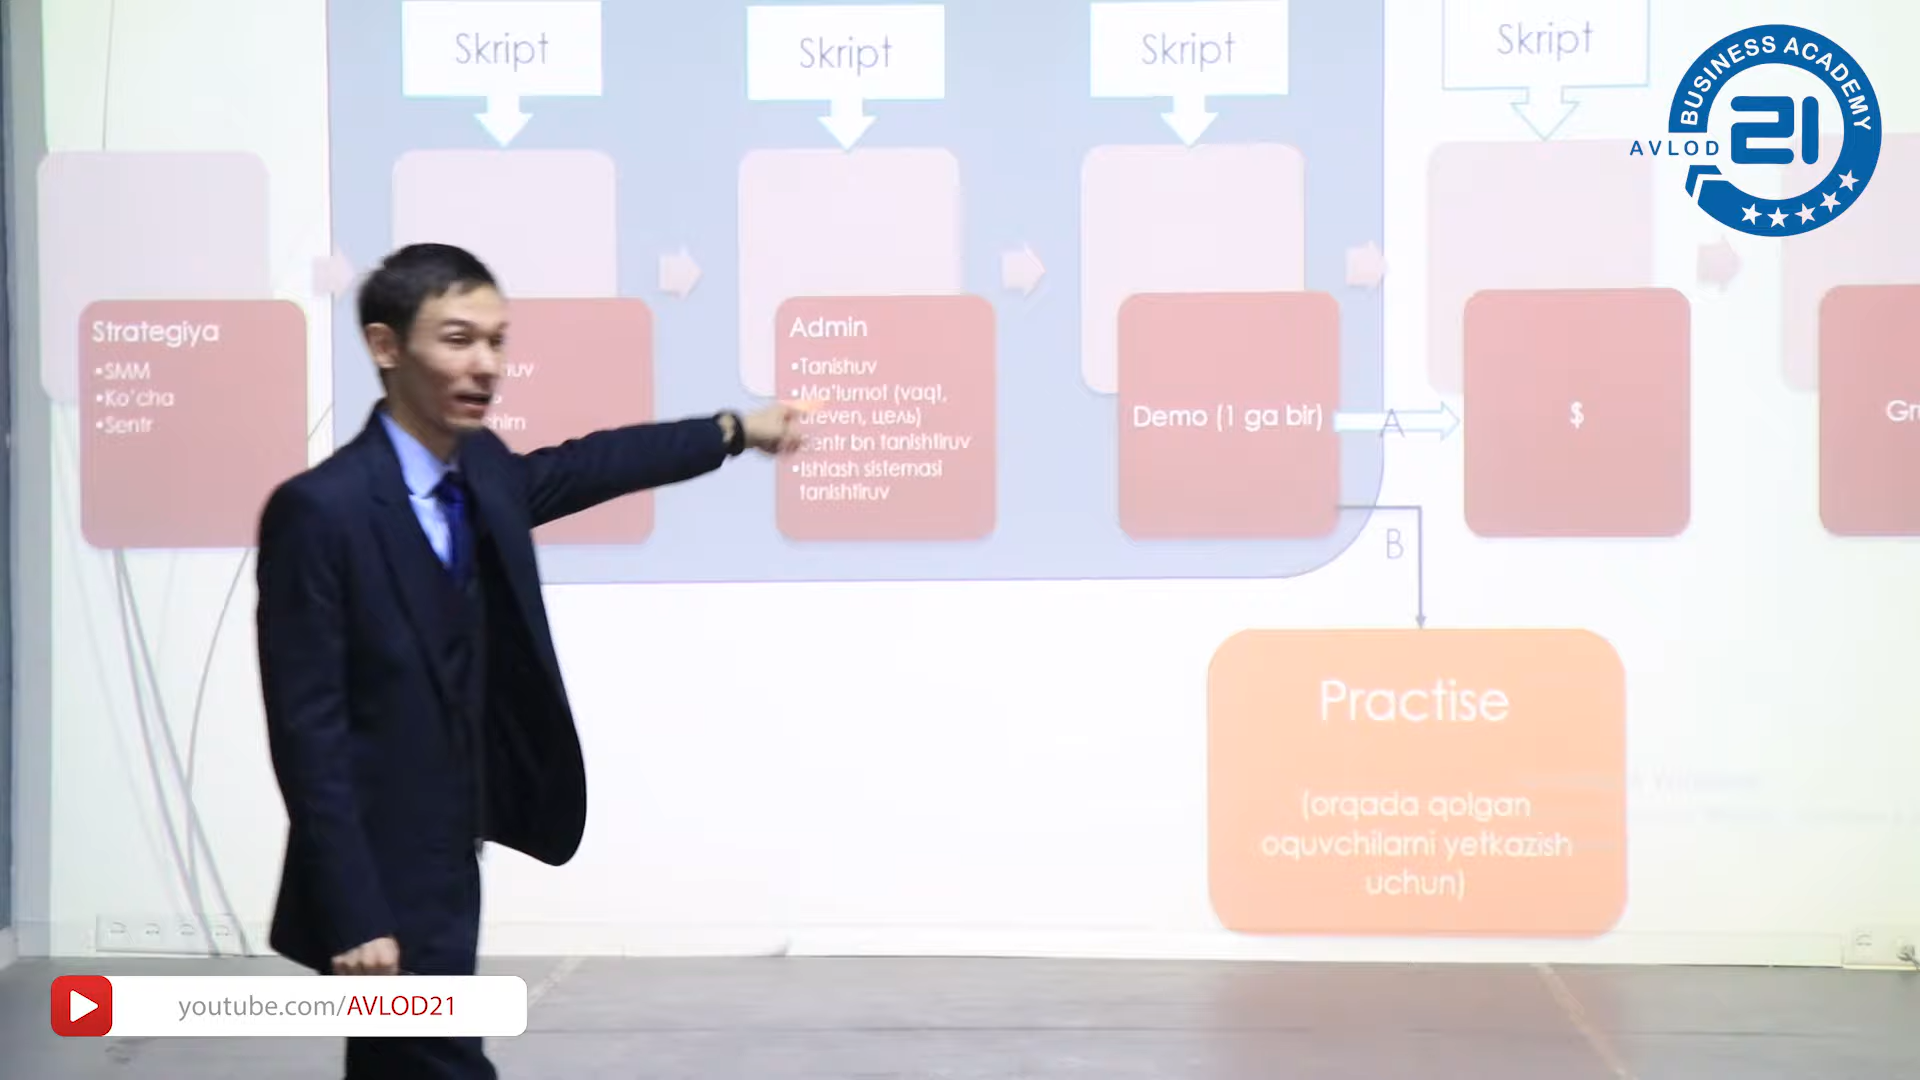 Skript
Skript
Skript
Skript
BUSINESS ACADEMY
AVLOD 21
Strategiya
•SMM
•Ko'cha
•Sentr
Admin
•Tanishuv
•Ma'lumot (vaqt,
цель)
Sentr bn tanishtiruv
•Ishlash sistemasi
tanishtiruv
Demo (1 ga bir)
A
$
B
Practise
(orqada qolgan
oquvchilarni yetkazish
uchun)
youtube.com/AVLOD21